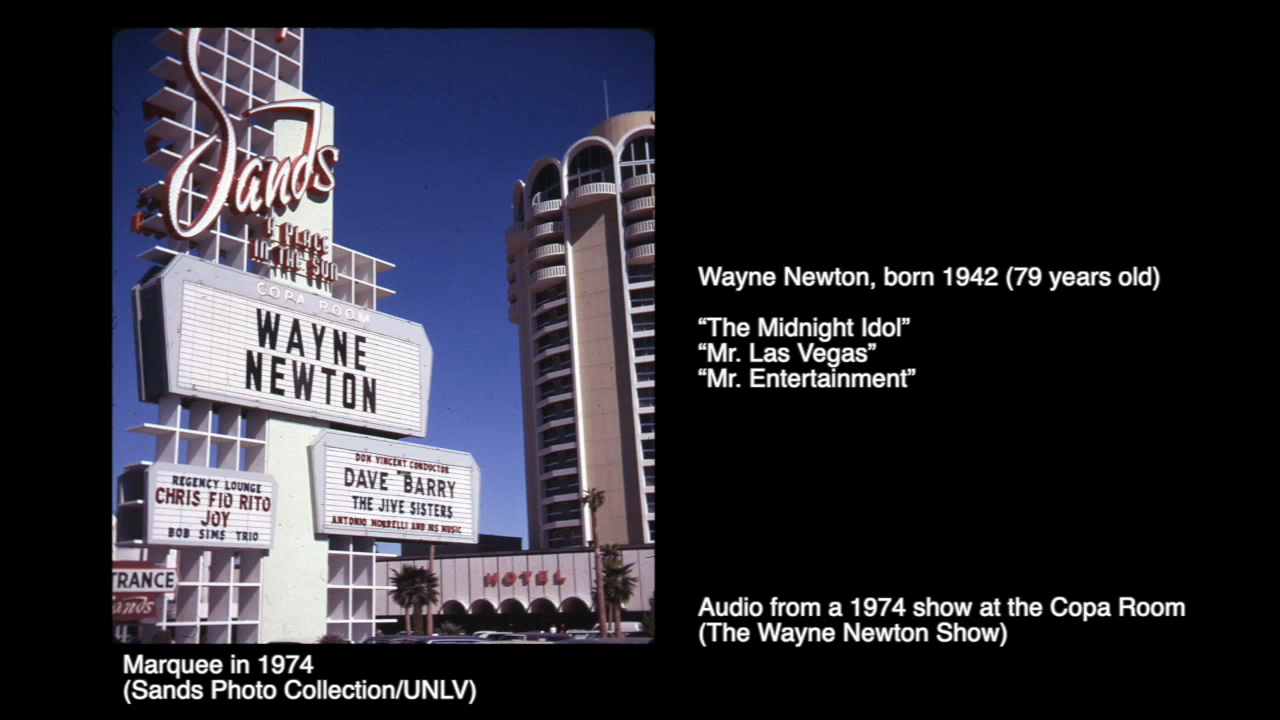 Sands
A PLACE
IN THE SUN
COPA ROOM
WAYNE
NEWTON
DON VINCENT CONDUCTOR
DAVE BARRY
THE JIVE SISTERS
ANTONIO MORRELLI AND HIS MUSIC
REGENCY LOUNGE
CHRIS FIO RITO
JOY
BOB SIMS TRIO
TRANCE
Sands
HOTEL
Marquee in 1974
(Sands Photo Collection/UNLV)
Wayne Newton, born 1942 (79 years old)
“The Midnight Idol”
“Mr. Las Vegas”
“Mr. Entertainment”
Audio from a 1974 show at the Copa Room
(The Wayne Newton Show)